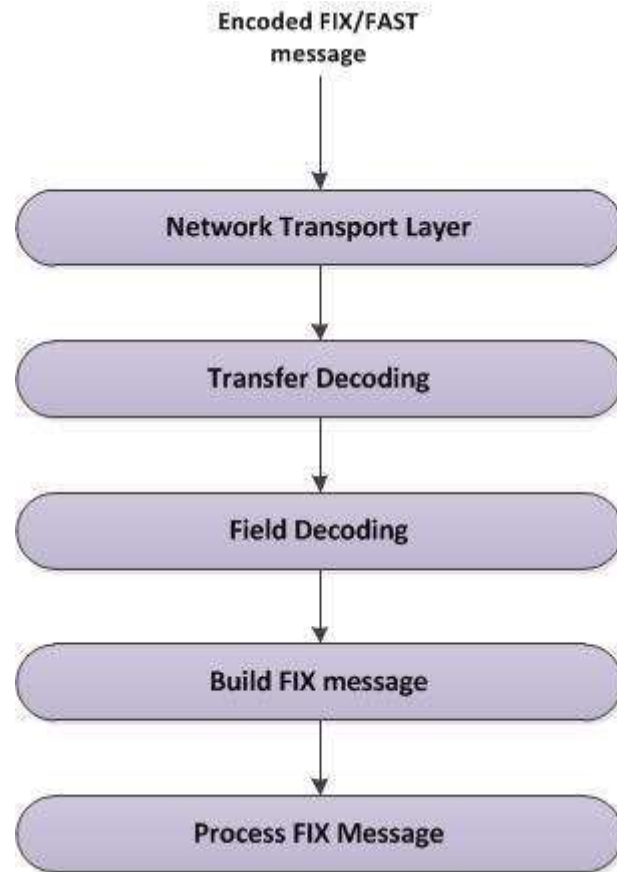 Encoded FIX/FAST
message
Network Transport Layer
Transfer Decoding
Field Decoding
Build FIX message
Process FIX Message